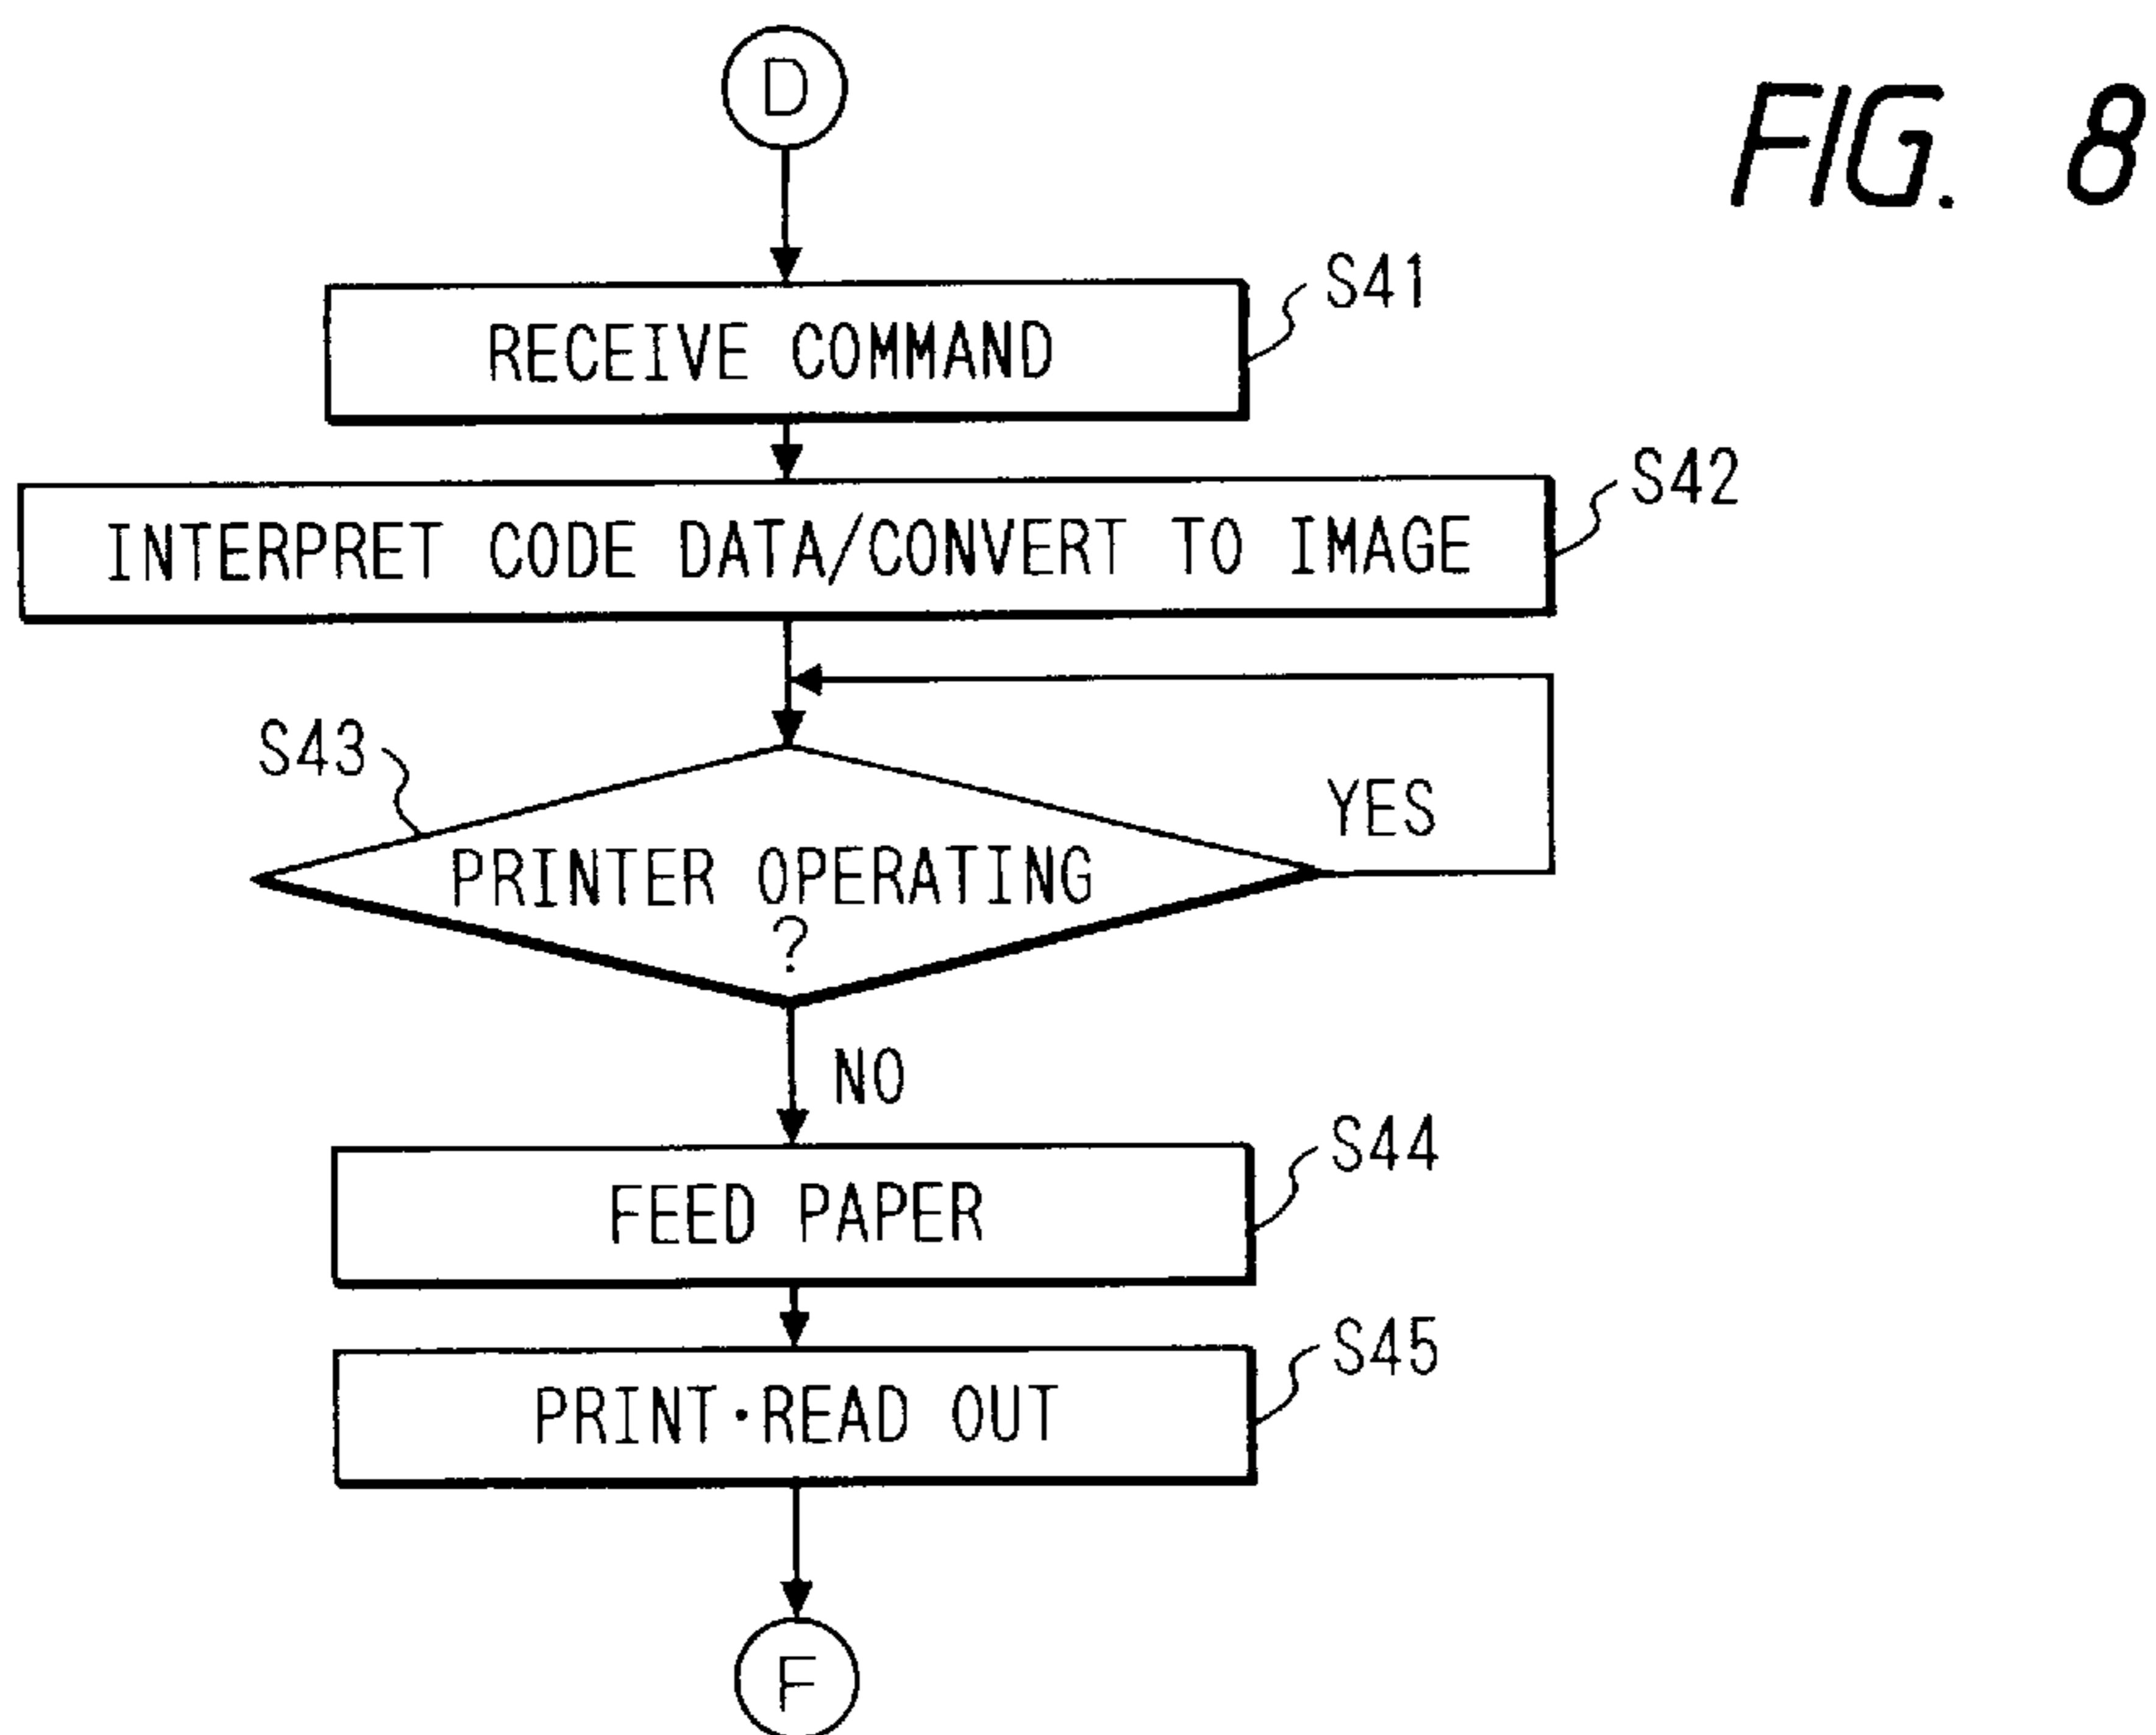 FIG. 8
D
RECEIVE COMMAND
S41
INTERPRET CODE DATA/CONVERT TO IMAGE
S42
S43
PRINTER OPERATING
?
YES
NO
FEED PAPER
S44
PRINT·READ OUT
S45
F